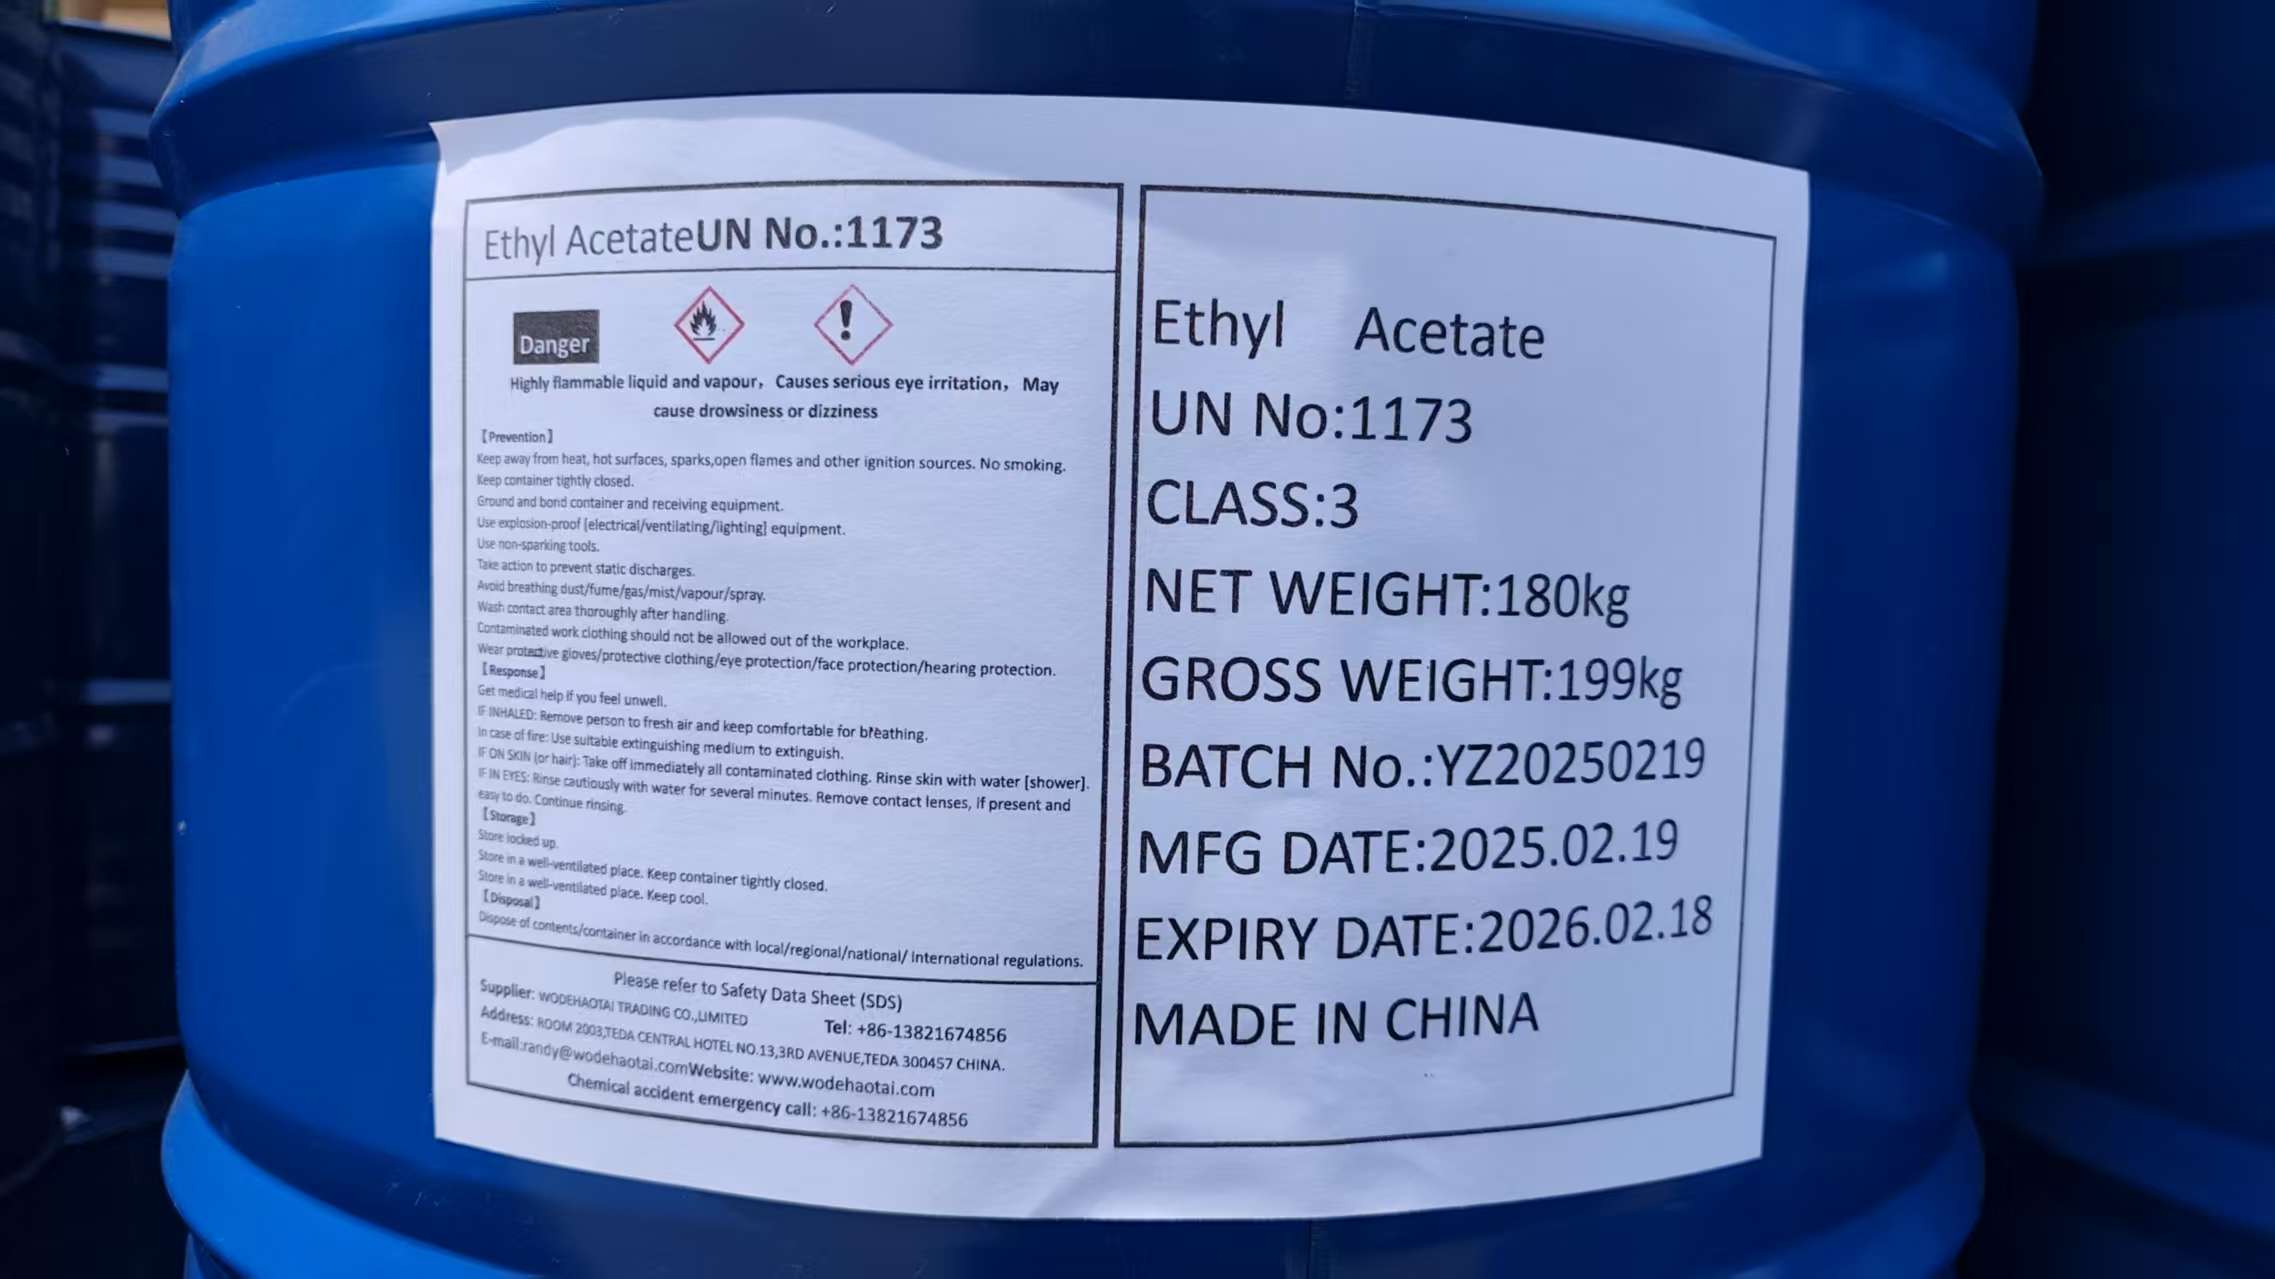 Ethyl AcetateUN No.:1173
Danger
Highly flammable liquid and vapour，Causes serious eye irritation，May
cause drowsiness or dizziness
【Prevention】
Keep away from heat, hot surfaces, sparks,open flames and other ignition sources. No smoking.
Keep container tightly closed.
Ground and bond container and receiving equipment.
Use explosion-proof [electrical/ventilating/lighting] equipment.
Use non-sparking tools.
Take action to prevent static discharges.
Avoid breathing dust/fume/gas/mist/vapour/spray.
Wash contact area thoroughly after handling.
Contaminated work clothing should not be allowed out of the workplace.
Wear protective gloves/protective clothing/eye protection/face protection/hearing protection.
【Response】
Get medical help if you feel unwell.
IF INHALED: Remove person to fresh air and keep comfortable for breathing.
In case of fire: Use suitable extinguishing medium to extinguish.
IF ON SKIN (or hair): Take off immediately all contaminated clothing. Rinse skin with water [shower].
IF IN EYES: Rinse cautiously with water for several minutes. Remove contact lenses, if present and
easy to do. Continue rinsing.
【Storage】
Store locked up.
Store in a well-ventilated place. Keep container tightly closed.
Store in a well-ventilated place. Keep cool.
【Disposal】
Dispose of contents/container in accordance with local/regional/national/ international regulations.
Please refer to Safety Data Sheet (SDS)
Supplier: WODEHAOTAI TRADING CO.,LIMITED Tel: +86-13821674856
Address: ROOM 2003,TEDA CENTRAL HOTEL NO.13,3RD AVENUE,TEDA 300457 CHINA.
E-mail:randy@wodehaotai.comWebsite: www.wodehaotai.com
Chemical accident emergency call: +86-13821674856
Ethyl Acetate
UN No:1173
CLASS:3
NET WEIGHT:180kg
GROSS WEIGHT:199kg
BATCH No.:YZ20250219
MFG DATE:2025.02.19
EXPIRY DATE:2026.02.18
MADE IN CHINA